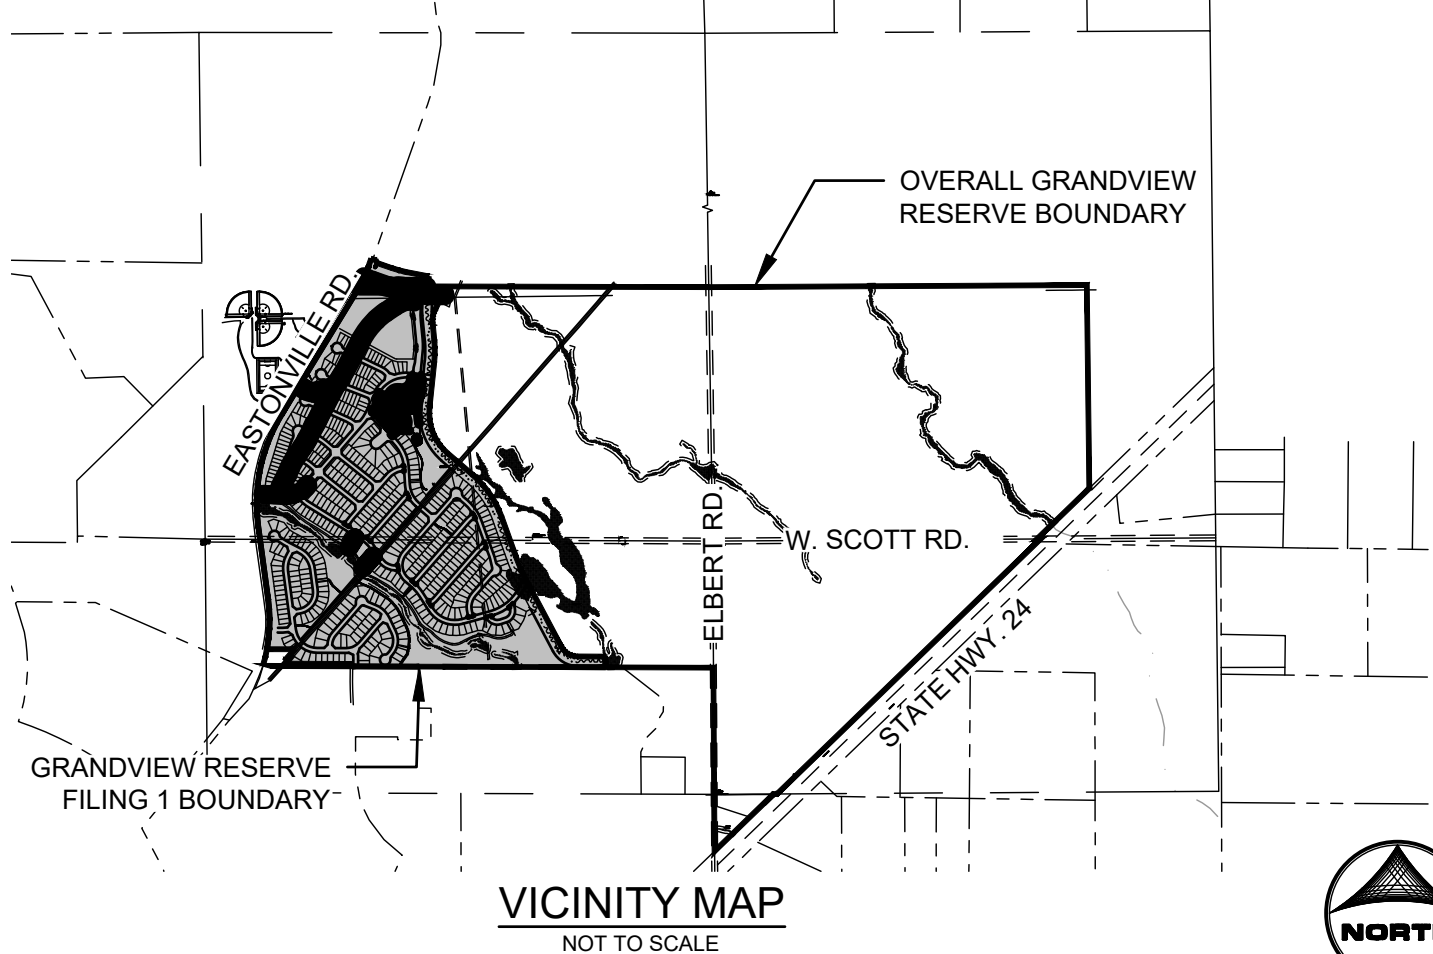 OVERALL GRANDVIEW
RESERVE BOUNDARY
EASTONVILLE RD.
ELBERT RD.
W. SCOTT RD.
STATE HWY. 24
GRANDVIEW RESERVE
FILING 1 BOUNDARY
VICINITY MAP
NOT TO SCALE
NORT